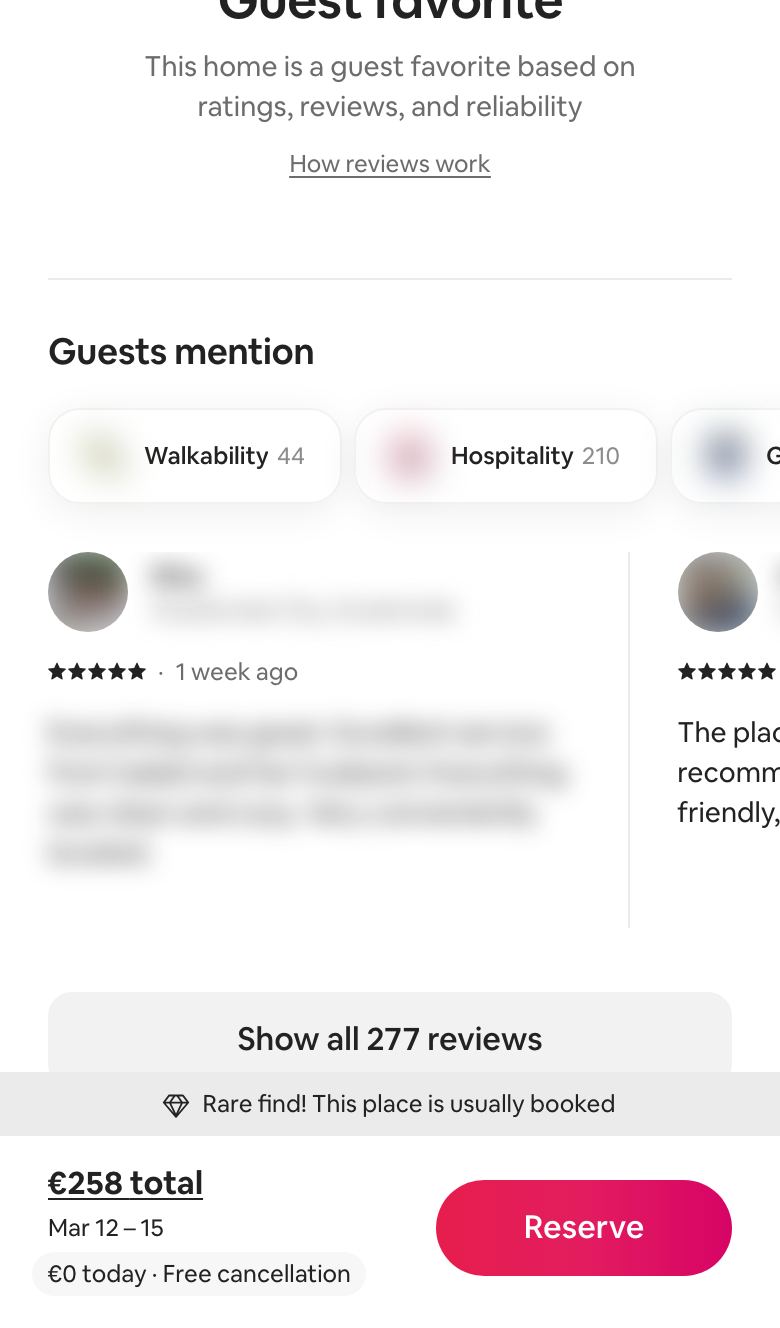 Guest favorite
This home is a guest favorite based on
ratings, reviews, and reliability
How reviews work
Guests mention
Walkability 44
Hospitality 210
G
★★★★★ · 1 week ago
★★★★★
The plac
recomm
friendly,
Show all 277 reviews
Rare find! This place is usually booked
€258 total
Mar 12 – 15
Reserve
€0 today · Free cancellation